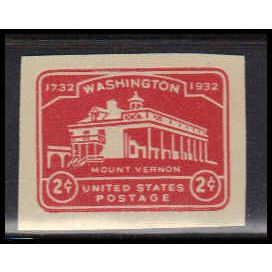 WASHINGTON
1732 1932
MOUNT VERNON
2¢ 2¢
UNITED STATES
POSTAGE